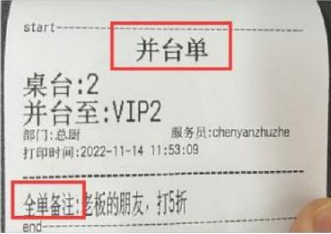 start
并台单
桌台:2
并台至:VIP2
部门:总厨 服务员:chenyanzhuzhe
打印时间:2022-11-14 11:53:09
全单备注:老板的朋友，打5折
end